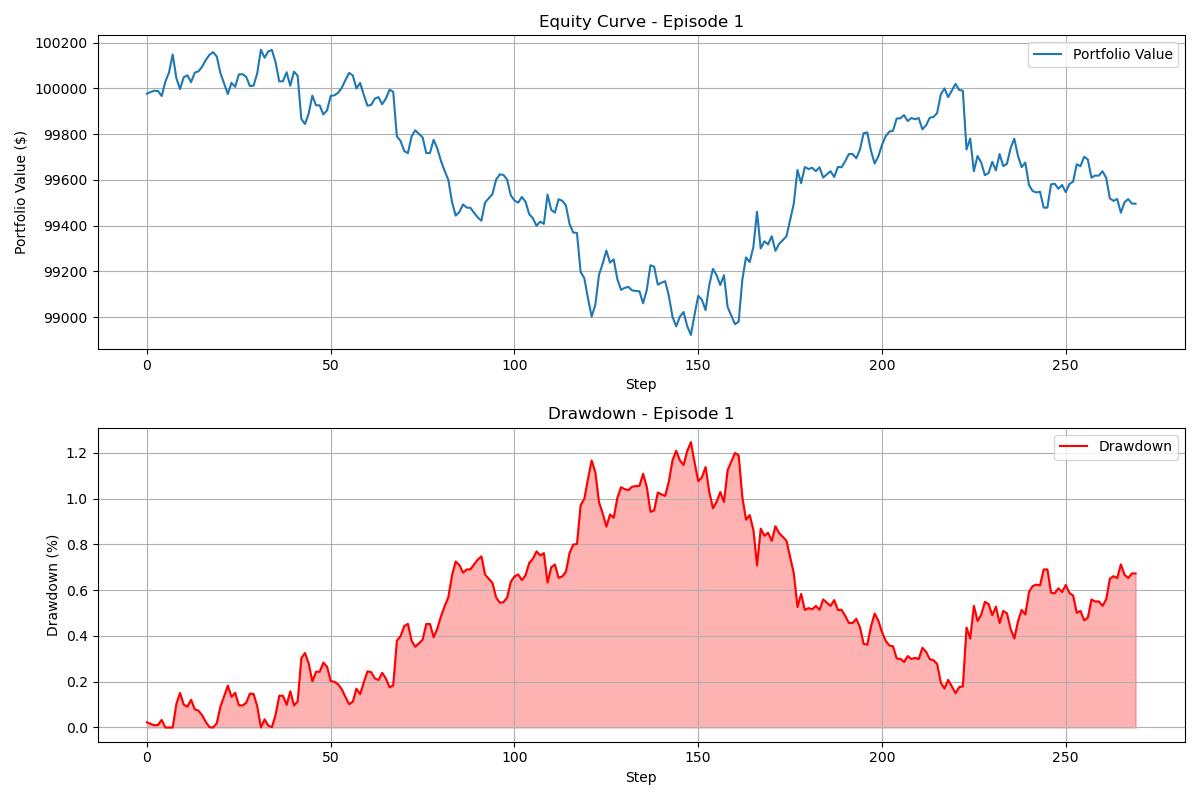 Equity Curve - Episode 1
Portfolio Value ($)
100200
100000
99800
99600
99400
99200
99000
Portfolio Value
0 50 100 150 200 250
Step
Drawdown - Episode 1
Drawdown (%)
1.2
1.0
0.8
0.6
0.4
0.2
0.0
Drawdown
0 50 100 150 200 250
Step